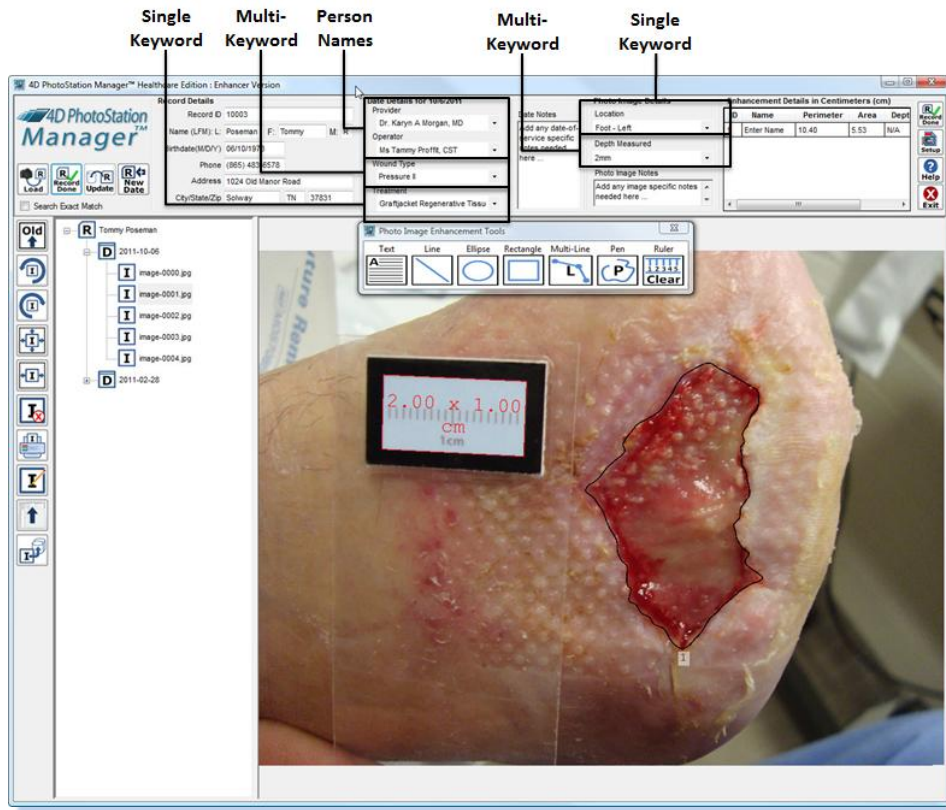 Single Keyword
Multi-Keyword
Person Names
Multi-Keyword
Single Keyword
4D PhotoStation Manager™ Healthcare Edition : Enhancer Version
4D PhotoStation
Manager™
Load
Record Done
Update
New Date
Search Exact Match
Record Details
Record ID 10003
Name (LFM): L: Poseman F: Tommy M: R
Birthdate(M/D/Y) 06/10/1973
Phone (865) 483-6578
Address 1024 Old Manor Road
City/State/Zip Solway TN 37831
Date Details for 10/6/2011
Provider
Dr. Karyn A Morgan, MD
Operator
Ms Tammy Proffit, CST
Wound Type
Pressure II
Treatment
Graftjacket Regenerative Tissu
Date Notes
Add any date-of-
service specific
notes needed
here ...
Photo Image Details
Location
Foot - Left
Depth Measured
2mm
Photo Image Notes
Add any image specific notes
needed here ...
Enhancement Details in Centimeters (cm)
ID Name Perimeter Area Dept
Enter Name 10.40 5.53 N/A
Record Done
Setup
Help
Exit
Photo Image Enhancement Tools
Text Line Ellipse Rectangle Multi-Line Pen Ruler
A L P 1 2 3 4 5
Clear
Old
R Tommy Poseman
D 2011-10-06
I image-0000.jpg
I image-0001.jpg
I image-0002.jpg
I image-0003.jpg
I image-0004.jpg
D 2011-02-28
2.00 x 1.00
cm
1cm
1